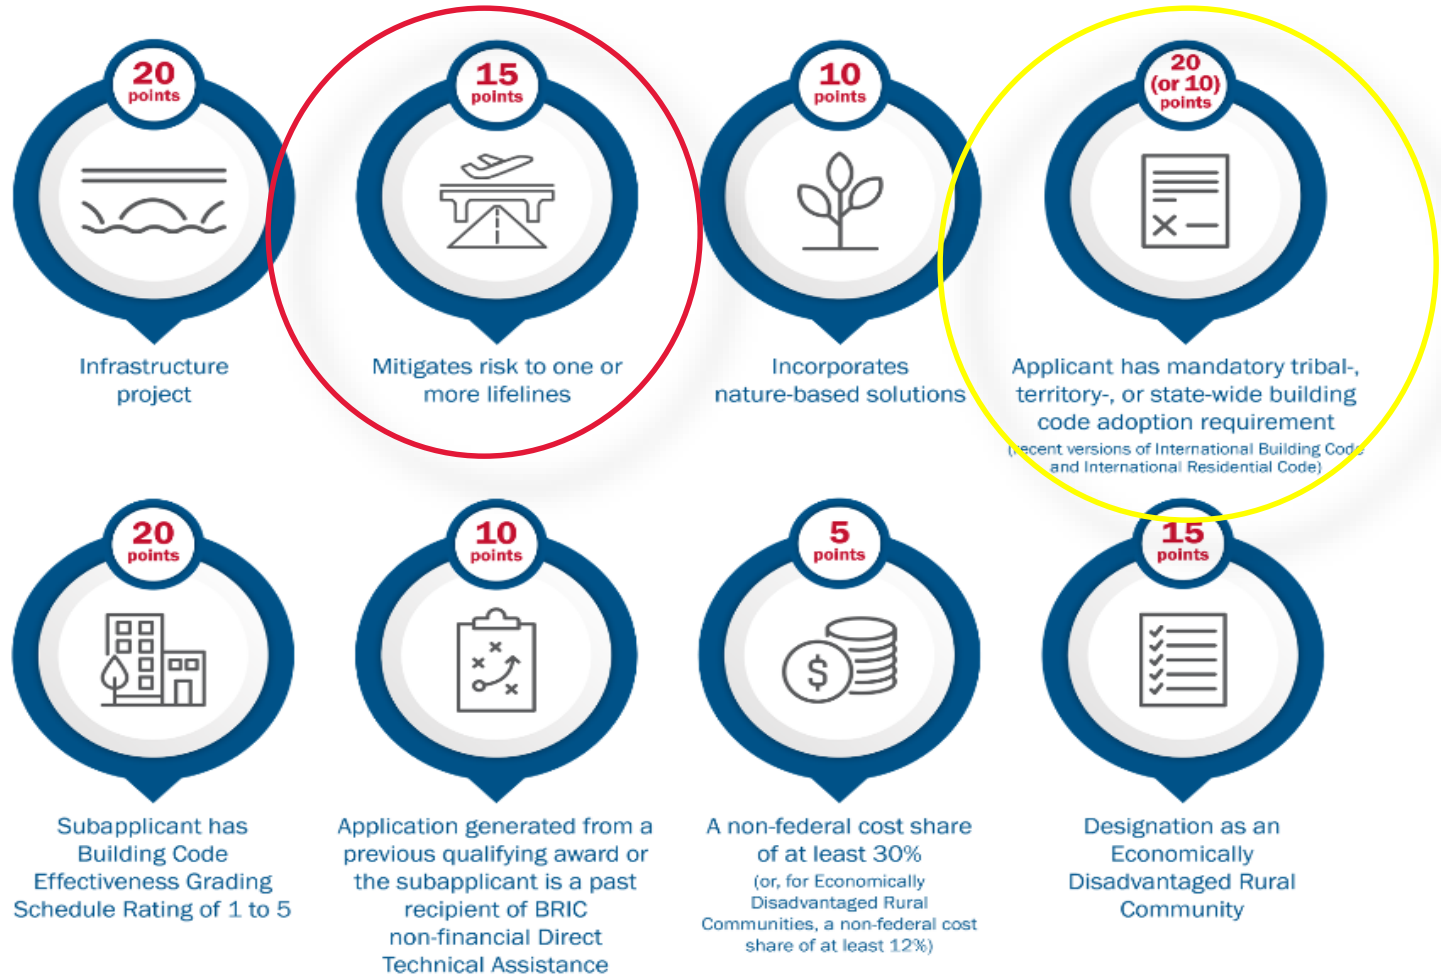 20
points
Infrastructure
project
15
points
Mitigates risk to one or
more lifelines
10
points
Incorporates
nature-based solutions
20
(or 10)
points
Applicant has mandatory tribal-,
territory-, or state-wide building
code adoption requirement
(recent versions of International Building Code
and International Residential Code)
20
points
Subapplicant has
Building Code
Effectiveness Grading
Schedule Rating of 1 to 5
10
points
Application generated from a
previous qualifying award or
the subapplicant is a past
recipient of BRIC
non-financial Direct
Technical Assistance
5
points
$
A non-federal cost share
of at least 30%
(or, for Economically
Disadvantaged Rural
Communities, a non-federal cost
share of at least 12%)
15
points
Designation as an
Economically
Disadvantaged Rural
Community